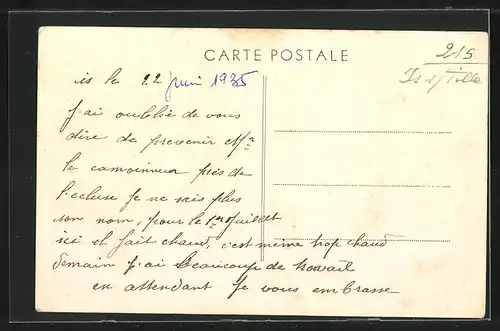 CARTE POSTALE
215
Is s/Tille
is le 22 Juin 1935
j'ai oublié de vous
dire de prevenir Mr
le camionneur près de
l'ecluse je ne sais plus
son nom, pour le 1er Juillet
ici il fait chaud, c'est même trop chaud
demain j'ai beaucoup de travail
en attendant je vous embrasse